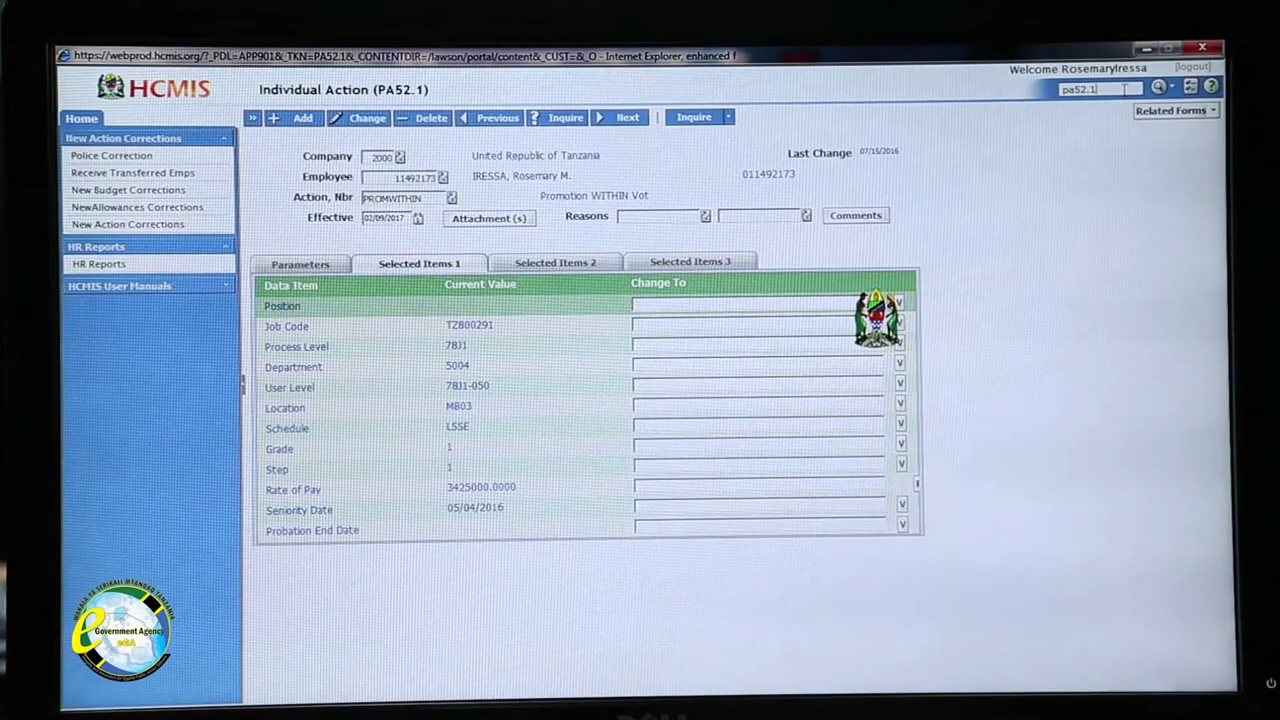 https://webprod.hcmis.org/?_PDL=APP901&_TKN=PA52.1&_CONTENTDIR=/lawson/portal/content&_CUST=&_O - Internet Explorer, enhanced f
Welcome RosemaryIressa [logout]
HCMIS
Individual Action (PA52.1)
pa52.1
Home
Add Change Delete Previous Inquire Next Inquire
Related Forms
New Action Corrections
Police Correction
Receive Transferred Emps
New Budget Corrections
NewAllowances Corrections
New Action Corrections
HR Reports
HR Reports
HCMIS User Manuals
Company 2000 United Republic of Tanzania Last Change 07/15/2016
Employee 11492173 IRESSA, Rosemary M. 011492173
Action, Nbr PROMWITHIN Promotion WITHIN Vot
Effective 02/09/2017 Attachment (s) Reasons Comments
Parameters Selected Items 1 Selected Items 2 Selected Items 3
Data Item Current Value Change To
Position
Job Code TZ800291
Process Level 78J1
Department 5004
User Level 78J1-050
Location MB03
Schedule LSSE
Grade 1
Step 1
Rate of Pay 3425000.0000
Seniority Date 05/04/2016
Probation End Date
WAKALA YA SERIKALI MTANDAO TANZANIA
e Government Agency
eGA